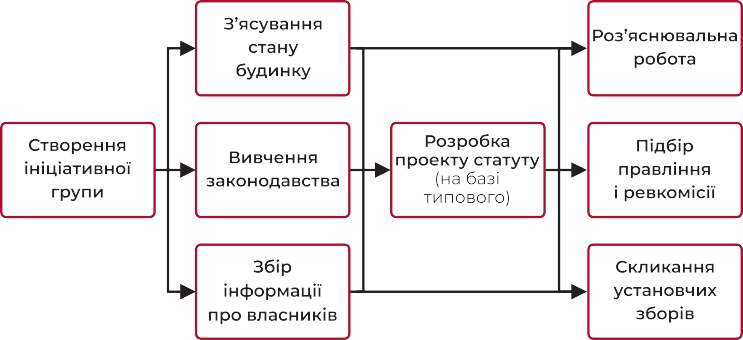 Створення
ініціативної
групи
З’ясування
стану
будинку
Вивчення
законодавства
Збір
інформації
про власників
Розробка
проекту статуту
(на базі
типового)
Роз’яснювальна
робота
Підбір
правління
і ревкомісії
Скликання
установчих
зборів